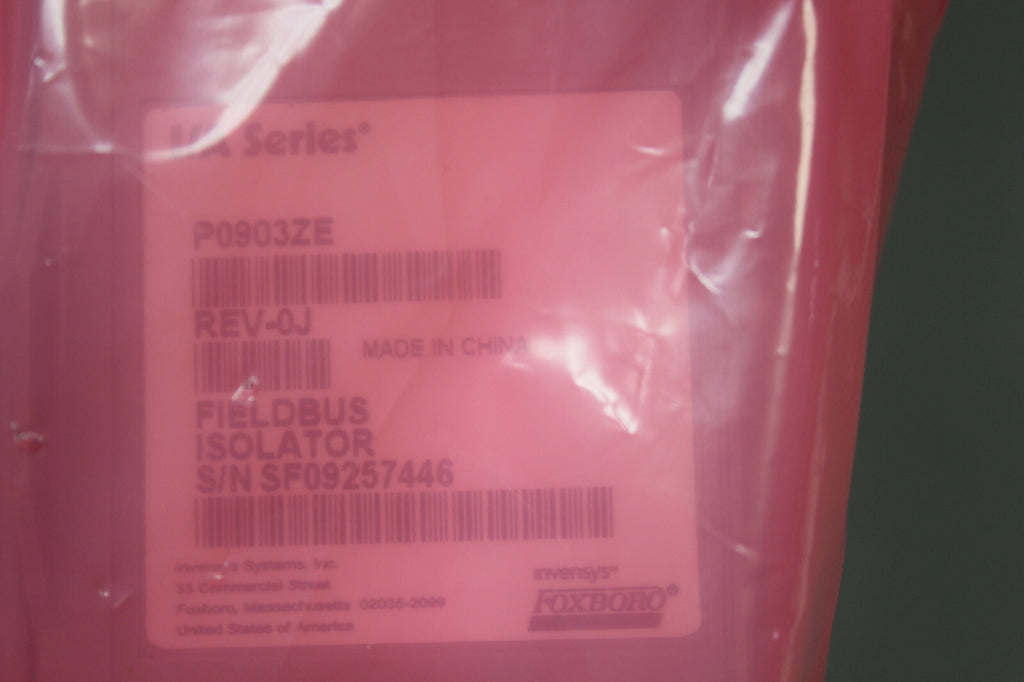 I/A Series®
P0903ZE
REV-0J
MADE IN CHINA
FIELDBUS
ISOLATOR
S/N SF09257446
Invensys Systems, Inc.
33 Commercial Street
Foxboro, Massachusetts 02035-2099
United States of America
invensys™
FOXBORO®